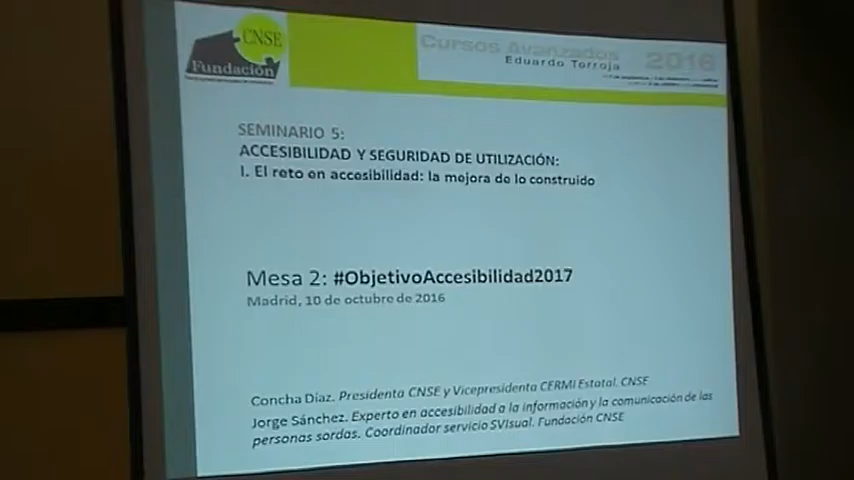 CNSE
Fundación
Cursos Avanzados 2016
Eduardo Torroja
SEMINARIO 5:
ACCESIBILIDAD Y SEGURIDAD DE UTILIZACIÓN:
I. El reto en accesibilidad: la mejora de lo construido
Mesa 2: #ObjetivoAccesibilidad2017
Madrid, 10 de octubre de 2016
Concha Díaz. Presidenta CNSE y Vicepresidenta CERMI Estatal. CNSE
Jorge Sánchez. Experto en accesibilidad a la información y la comunicación de las
personas sordas. Coordinador servicio SVIsual. Fundación CNSE